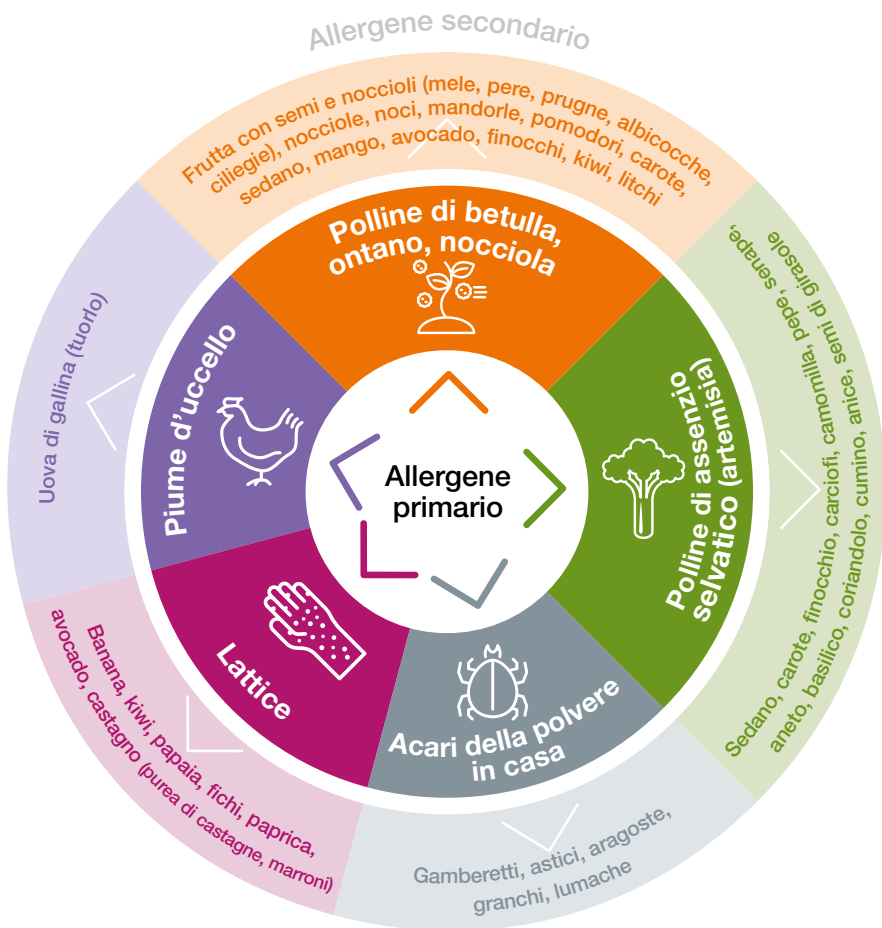 Allergene secondario
Frutta con semi e noccioli (mele, pere, prugne, albicocche,
ciliegie), nocciole, noci, mandorle, pomodori, carote,
sedano, mango, avocado, finocchi, kiwi, litchi
Polline di betulla,
ontano, nocciola
Sedano, carote, finocchio, carciofi, camomilla, pepe, senape,
aneto, basilico, coriandolo, cumino, anice, semi di girasole
Polline di assenzio
selvatico (artemisia)
Uova di gallina (tuorlo)
Piume d’uccello
Allergene
primario
Lattice
Banana, kiwi, papaia, fichi, paprica,
avocado, castagno (purea di castagne, marroni)
Acari della polvere
in casa
Gamberetti, astici, aragoste,
granchi, lumache